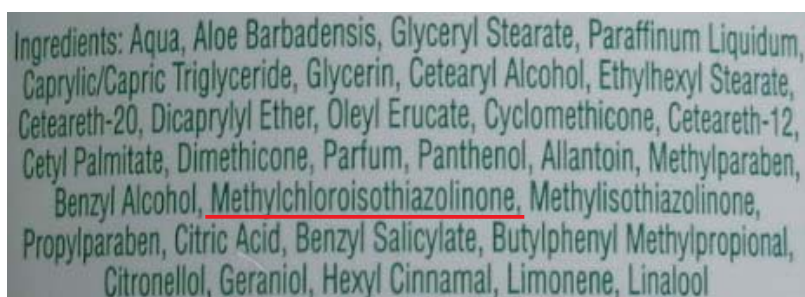 Ingredients: Aqua, Aloe Barbadensis, Glyceryl Stearate, Paraffinum Liquidum,
Caprylic/Capric Triglyceride, Glycerin, Cetearyl Alcohol, Ethylhexyl Stearate,
Ceteareth-20, Dicaprylyl Ether, Oleyl Erucate, Cyclomethicone, Ceteareth-12,
Cetyl Palmitate, Dimethicone, Parfum, Panthenol, Allantoin, Methylparaben,
Benzyl Alcohol, Methylchloroisothiazolinone, Methylisothiazolinone,
Propylparaben, Citric Acid, Benzyl Salicylate, Butylphenyl Methylpropional,
Citronellol, Geraniol, Hexyl Cinnamal, Limonene, Linalool